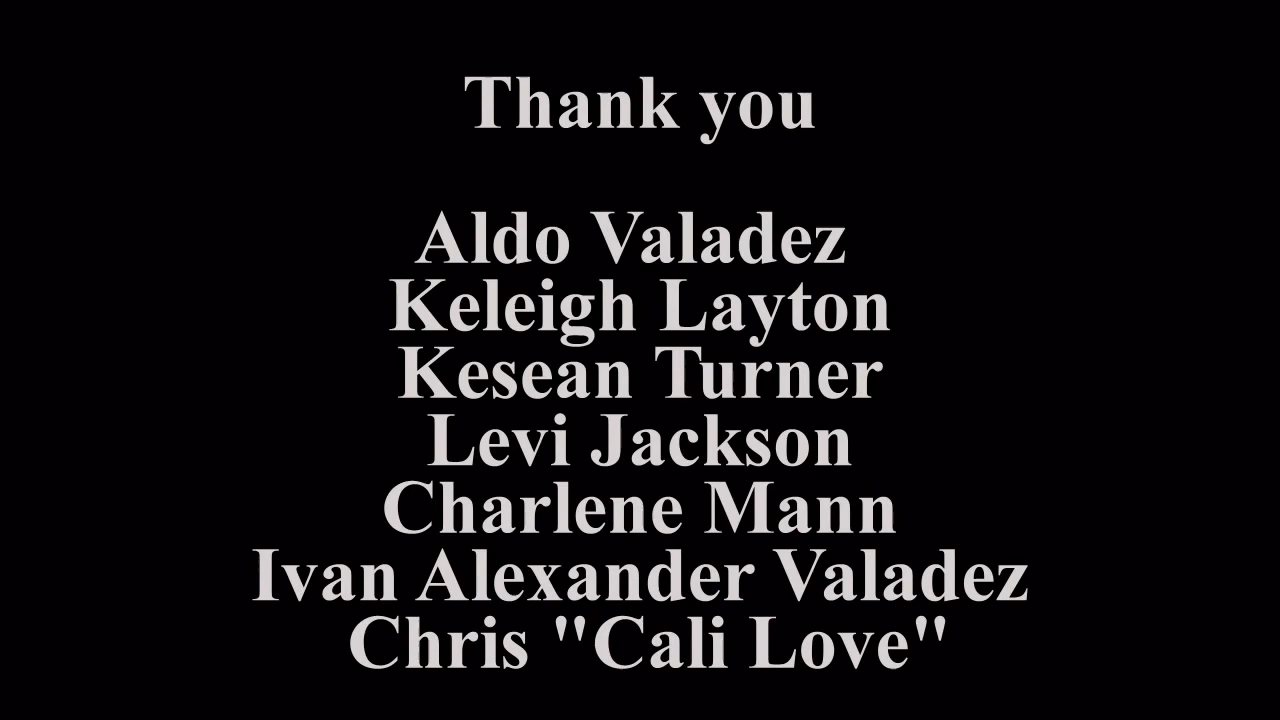 Thank you
Aldo Valadez
Keleigh Layton
Kesean Turner
Levi Jackson
Charlene Mann
Ivan Alexander Valadez
Chris "Cali Love"